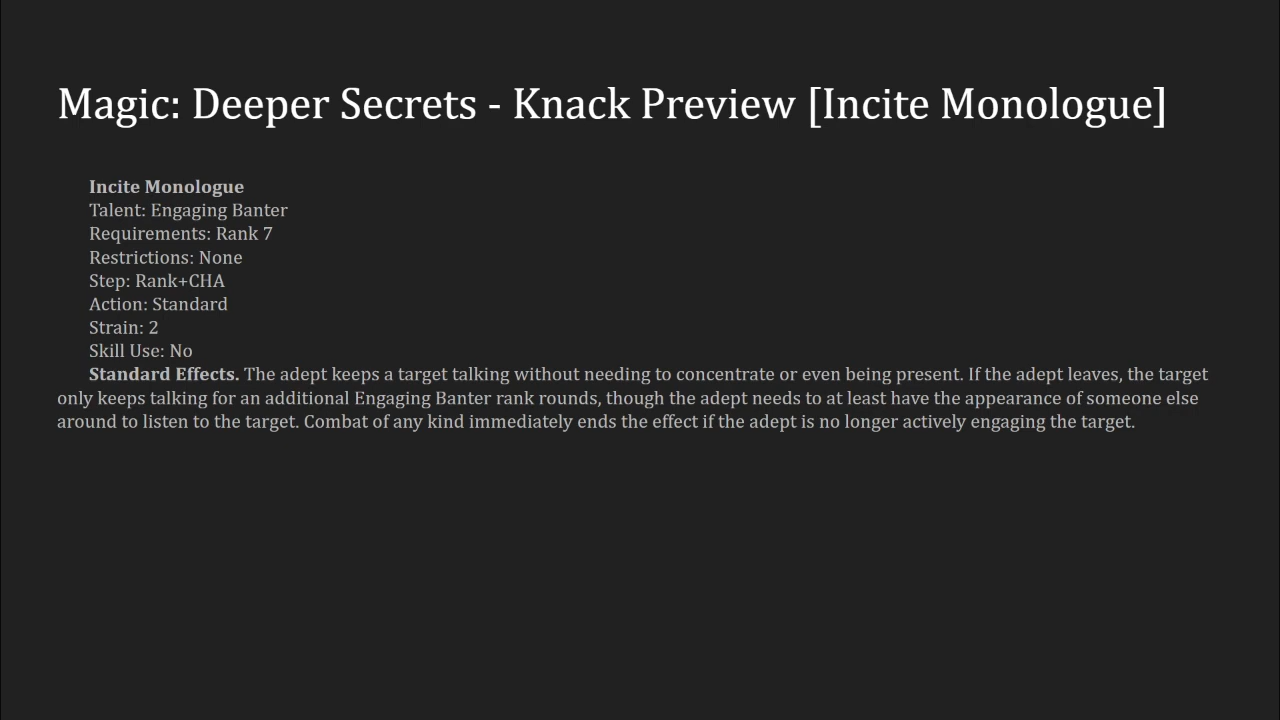 Magic: Deeper Secrets - Knack Preview [Incite Monologue]
Incite Monologue
Talent: Engaging Banter
Requirements: Rank 7
Restrictions: None
Step: Rank+CHA
Action: Standard
Strain: 2
Skill Use: No
Standard Effects. The adept keeps a target talking without needing to concentrate or even being present. If the adept leaves, the target
only keeps talking for an additional Engaging Banter rank rounds, though the adept needs to at least have the appearance of someone else
around to listen to the target. Combat of any kind immediately ends the effect if the adept is no longer actively engaging the target.